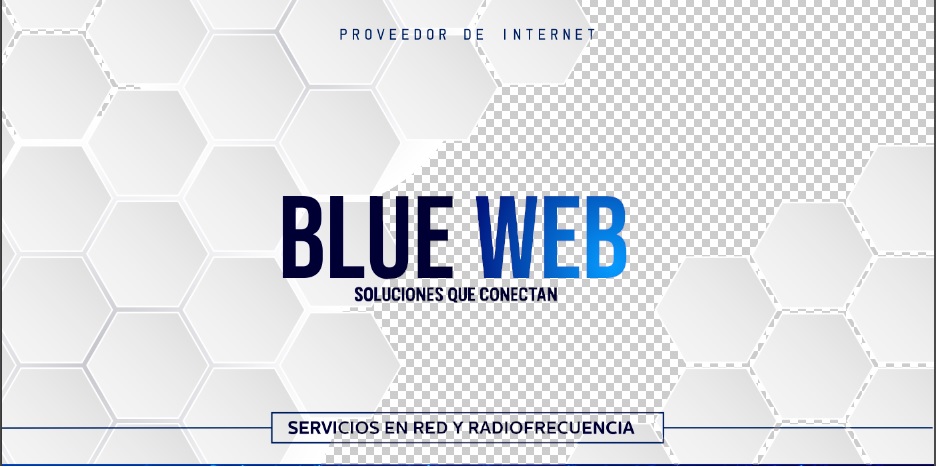 PROVEEDOR DE INTERNET
BLUE WEB
SOLUCIONES QUE CONECTAN
SERVICIOS EN RED Y RADIOFRECUENCIA